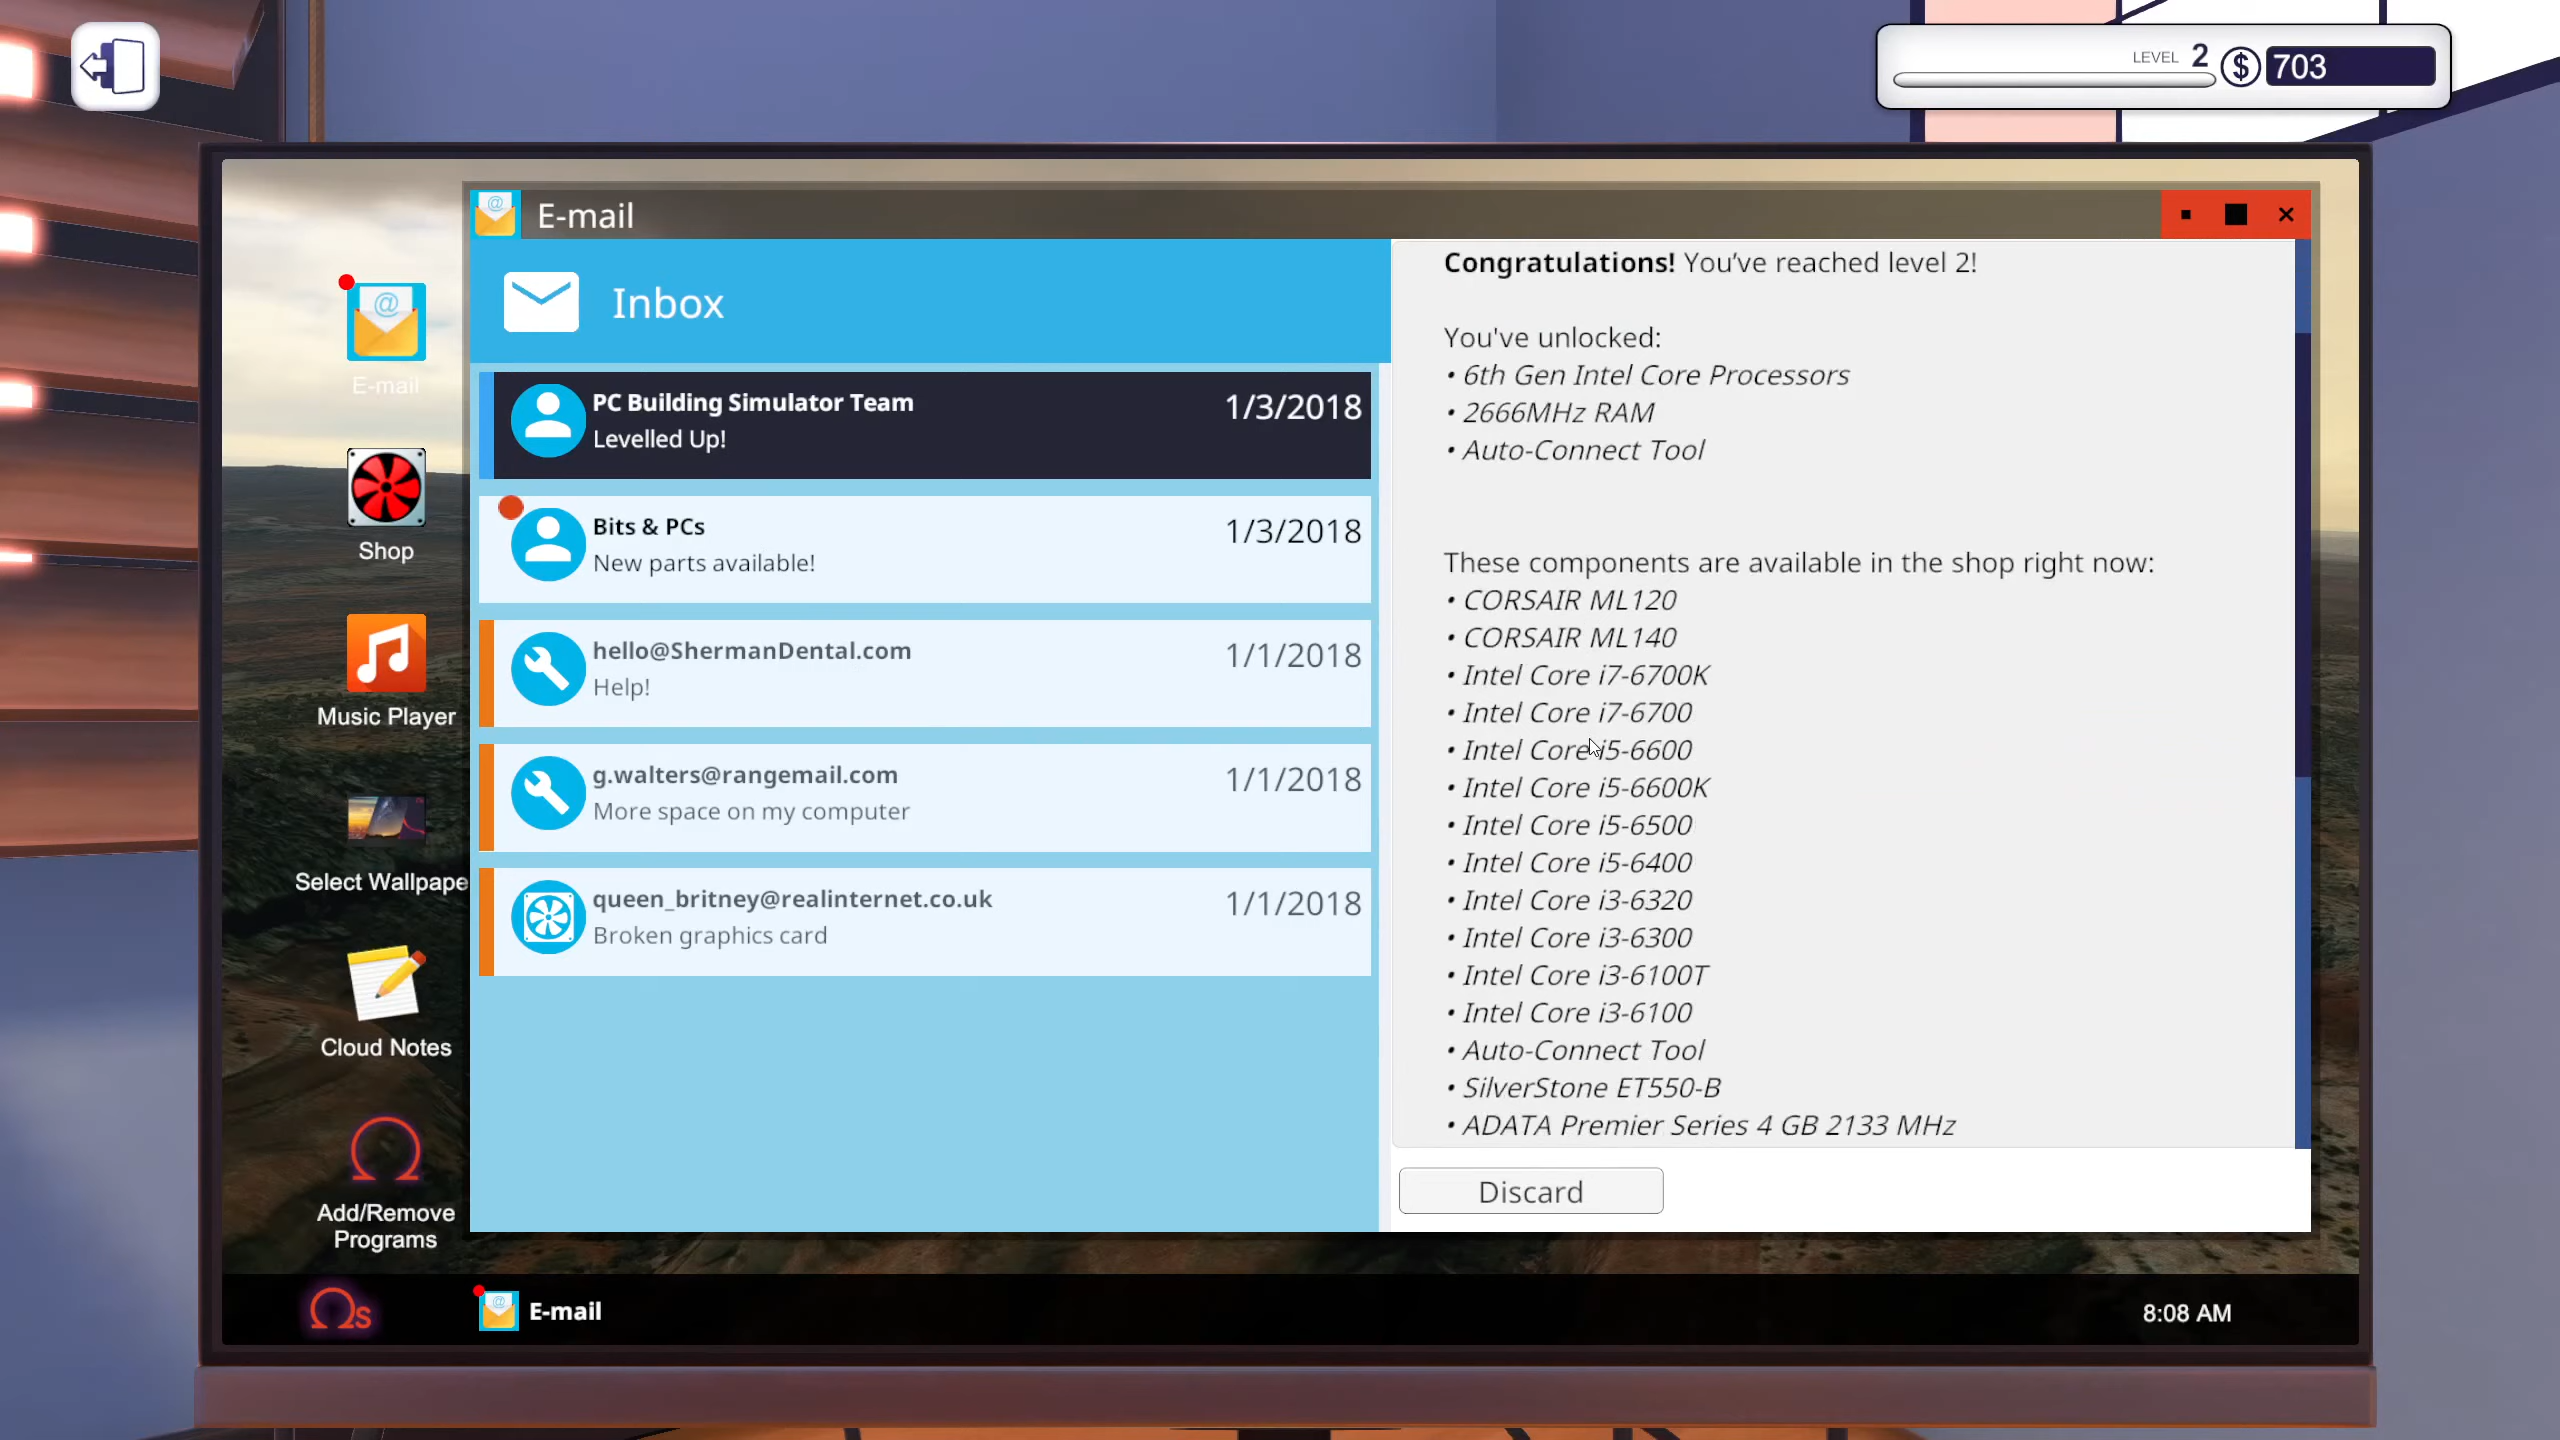 LEVEL 2 $ 703
@ E-mail
Inbox
PC Building Simulator Team 1/3/2018
Levelled Up!
Bits & PCs 1/3/2018
New parts available!
hello@ShermanDental.com 1/1/2018
Help!
g.walters@rangemail.com 1/1/2018
More space on my computer
queen_britney@realinternet.co.uk 1/1/2018
Broken graphics card
Congratulations! You've reached level 2!
You've unlocked:
• 6th Gen Intel Core Processors
• 2666MHz RAM
• Auto-Connect Tool
These components are available in the shop right now:
• CORSAIR ML120
• CORSAIR ML140
• Intel Core i7-6700K
• Intel Core i7-6700
• Intel Core i5-6600
• Intel Core i5-6600K
• Intel Core i5-6500
• Intel Core i5-6400
• Intel Core i3-6320
• Intel Core i3-6300
• Intel Core i3-6100T
• Intel Core i3-6100
• Auto-Connect Tool
• SilverStone ET550-B
• ADATA Premier Series 4 GB 2133 MHz
Discard
@
E-mail
Shop
Music Player
Select Wallpape
Cloud Notes
Add/Remove
Programs
Ωs
@ E-mail
8:08 AM